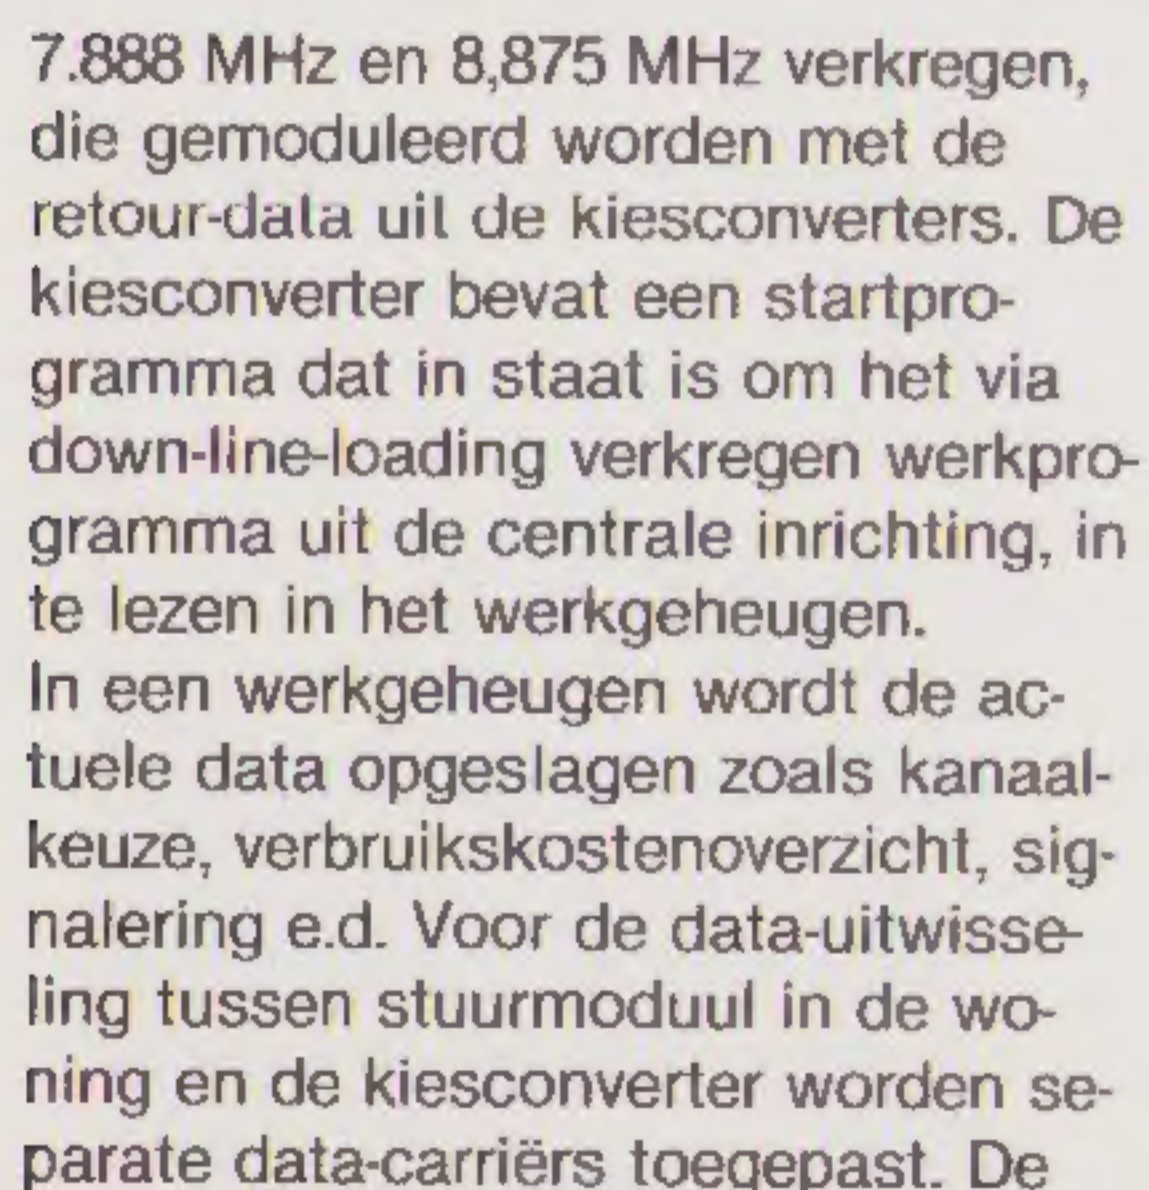 7.888 MHz en 8,875 MHz verkregen,
die gemoduleerd worden met de
retour-data uit de kiesconverters. De
kiesconverter bevat een startpro-
gramma dat in staat is om het via
down-line-loading verkregen werkpro-
gramma uit de centrale inrichting, in
te lezen in het werkgeheugen.
In een werkgeheugen wordt de ac-
tuele data opgeslagen zoals kanaal-
keuze, verbruikskostenoverzicht, sig-
nalering e.d. Voor de data-uitwisse-
ling tussen stuurmoduul in de wo-
ning en de kiesconverter worden se-
parate data-carriërs toegepast. De